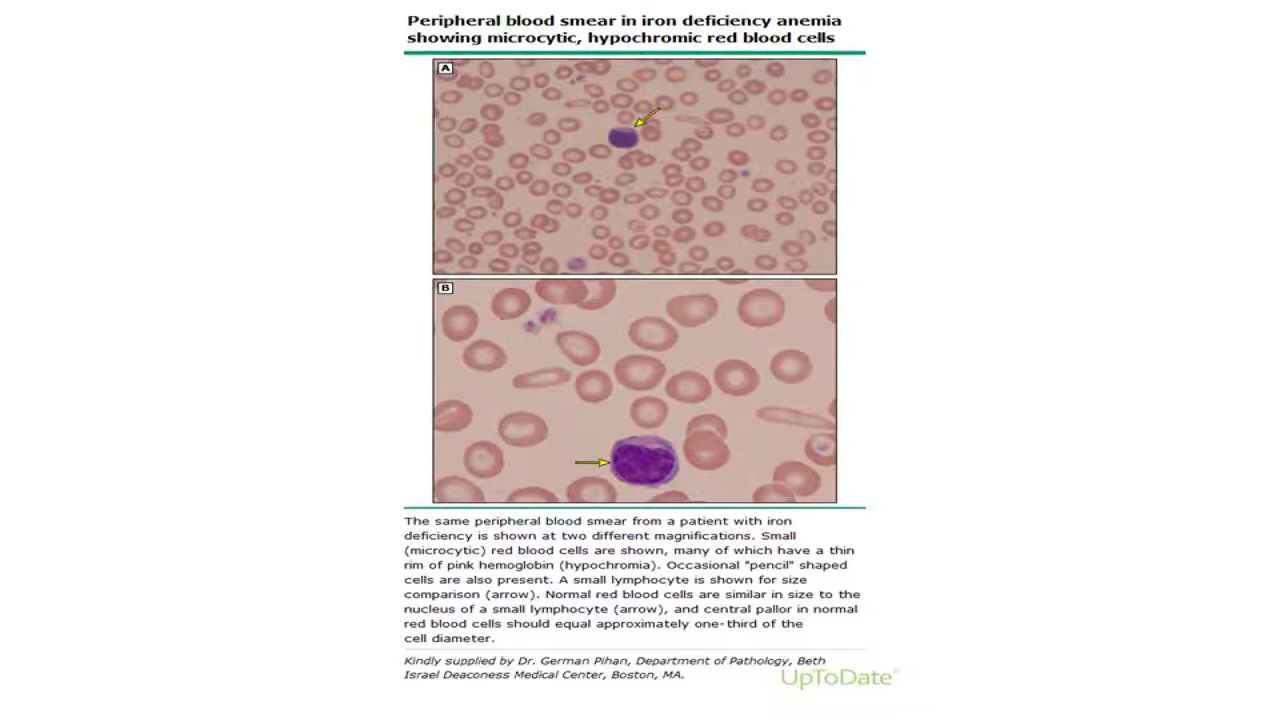 Peripheral blood smear in iron deficiency anemia
showing microcytic, hypochromic red blood cells
A
B
The same peripheral blood smear from a patient with iron
deficiency is shown at two different magnifications. Small
(microcytic) red blood cells are shown, many of which have a thin
rim of pink hemoglobin (hypochromia). Occasional "pencil" shaped
cells are also present. A small lymphocyte is shown for size
comparison (arrow). Normal red blood cells are similar in size to the
nucleus of a small lymphocyte (arrow), and central pallor in normal
red blood cells should equal approximately one-third of the
cell diameter.
Kindly supplied by Dr. German Pihan, Department of Pathology, Beth
Israel Deaconess Medical Center, Boston, MA.
UpToDate®